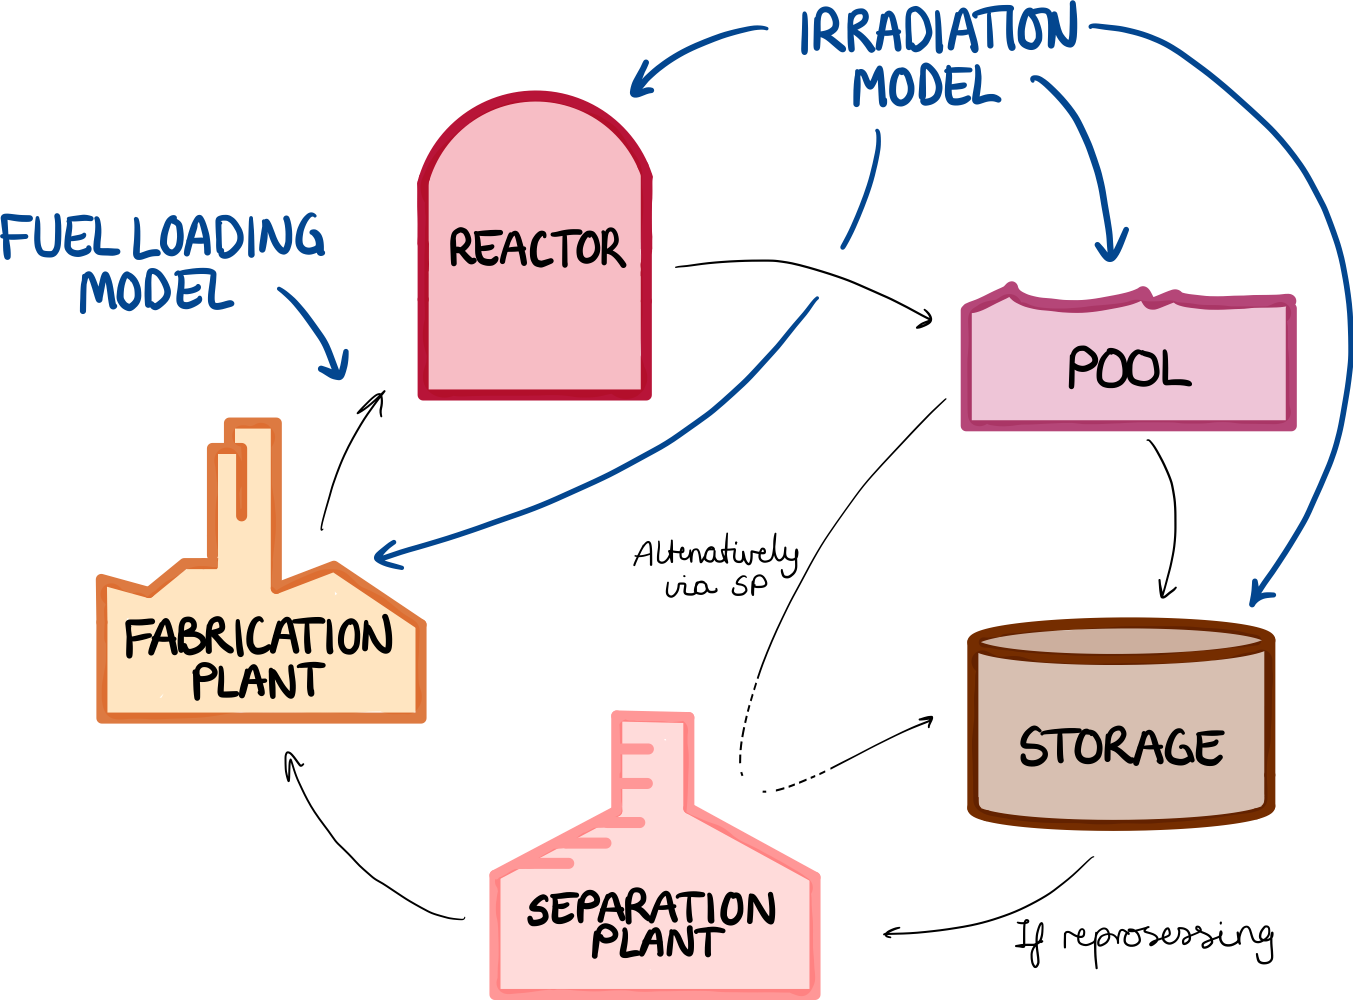 IRRADIATION
MODEL
REACTOR
FUEL LOADING
MODEL
POOL
Altenatively
via SP
FABRICATION
PLANT
STORAGE
SEPARATION
PLANT
If reprosessing